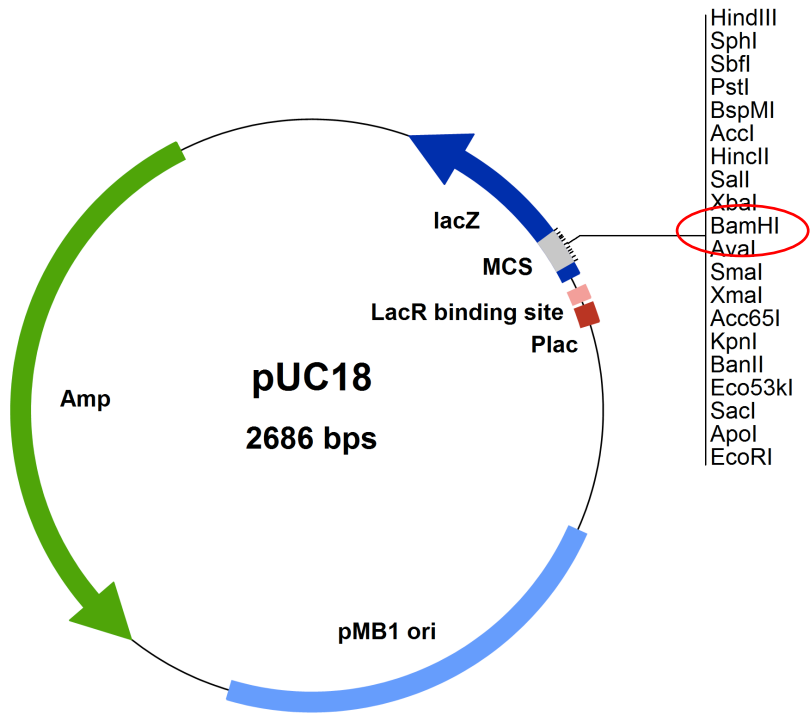 HindIII
SphI
SbfI
PstI
BspMI
AccI
HincII
SalI
XbaI
BamHI
AvaI
SmaI
XmaI
Acc65I
KpnI
BanII
Eco53kI
SacI
ApoI
EcoRI
lacZ
MCS
LacR binding site
Plac
pUC18
2686 bps
Amp
pMB1 ori